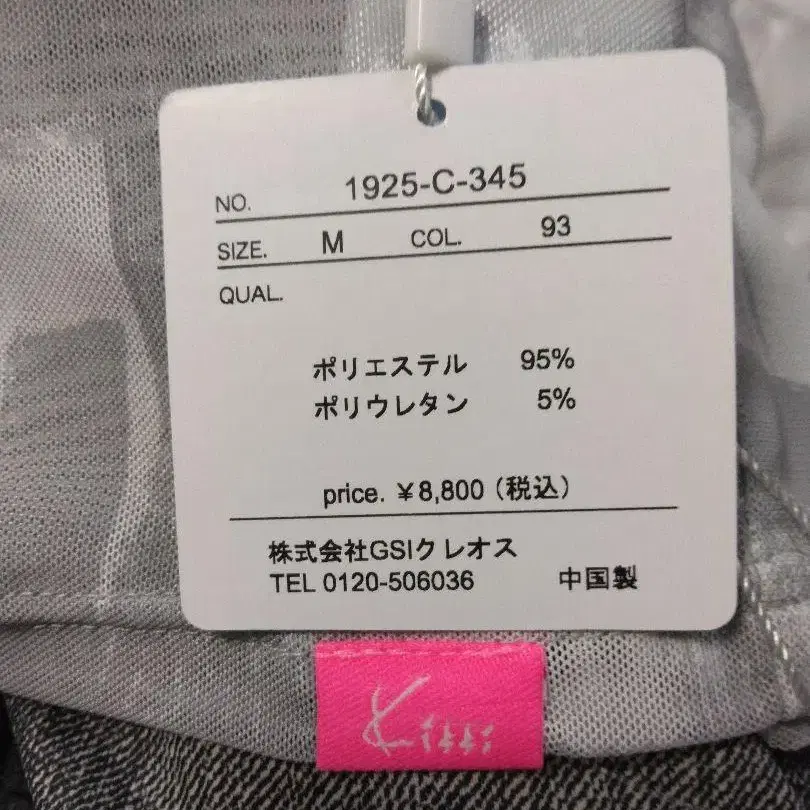 NO. 1925-C-345
SIZE. M COL. 93
QUAL.
ポリエステル 95%
ポリウレタン 5%
price. ¥8,800 (税込)
株式会社GSIクレオス
TEL 0120-506036 中国製